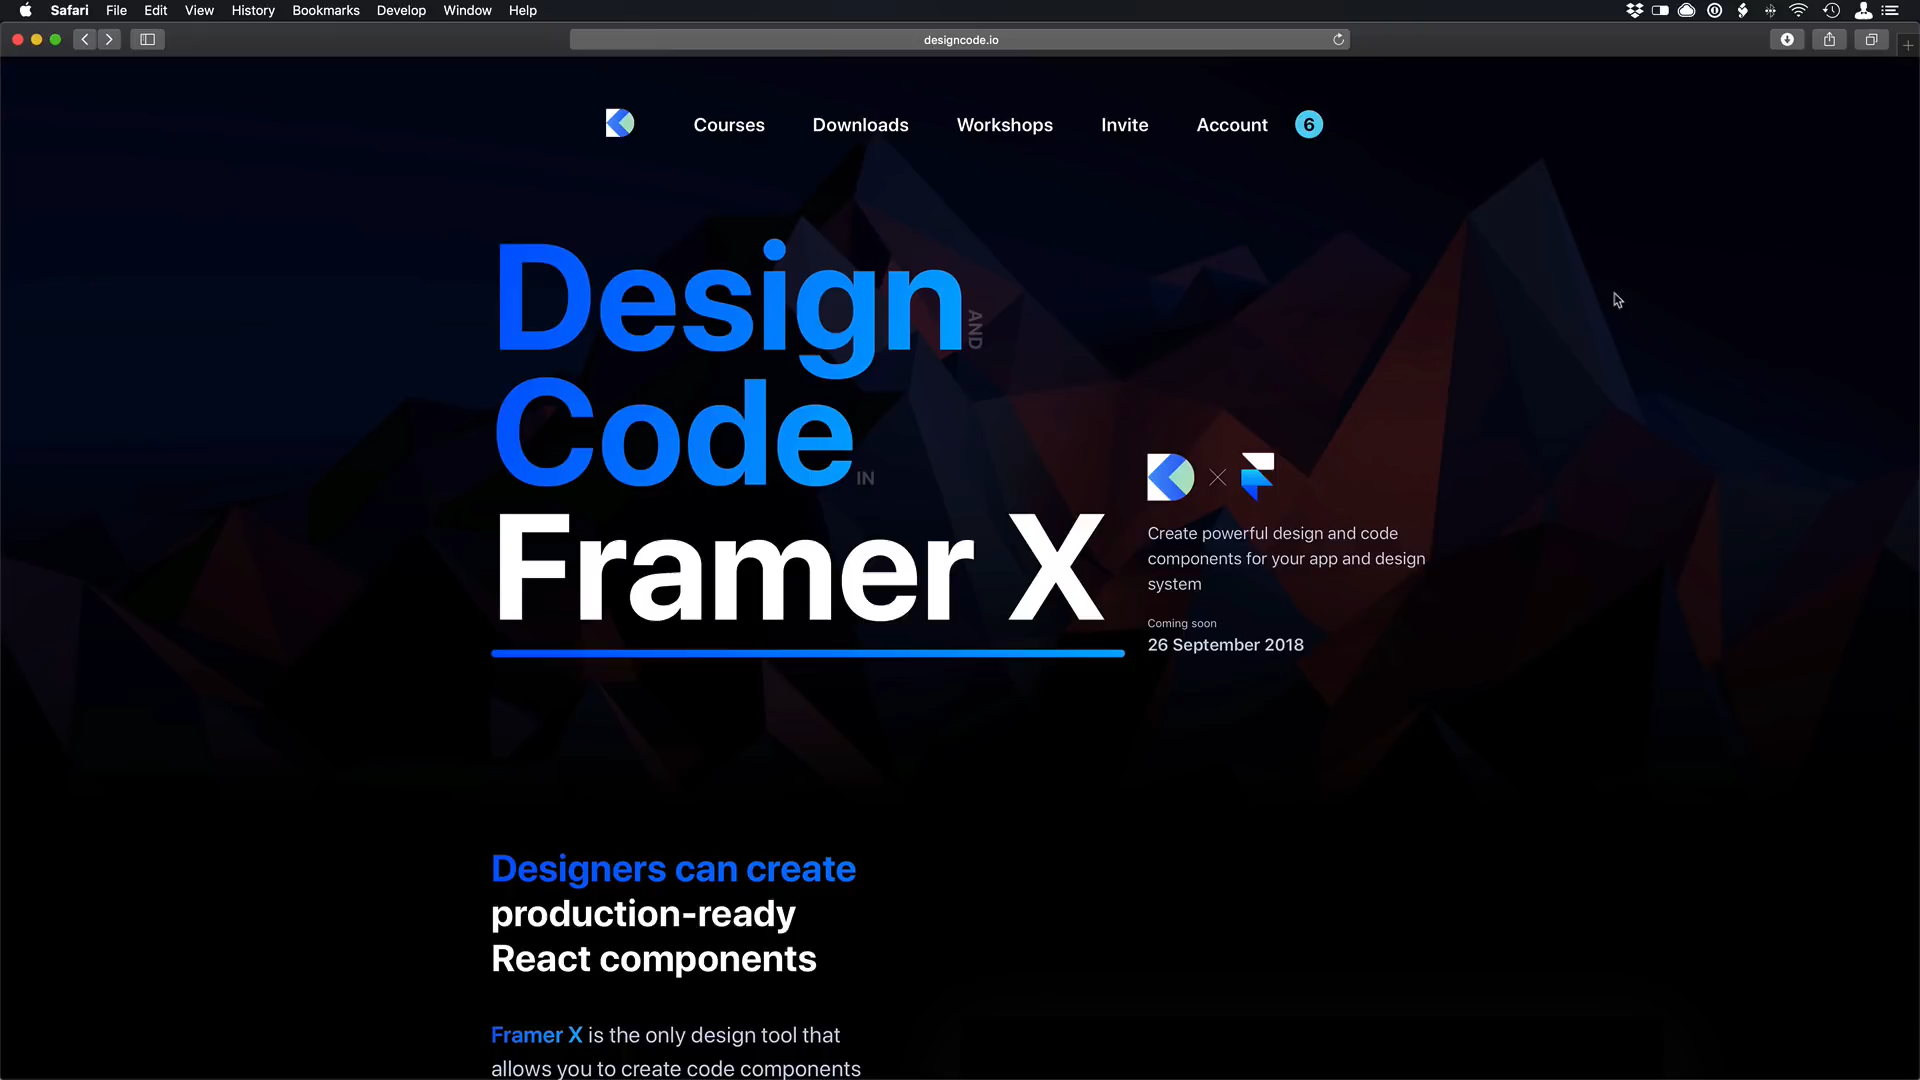 Safari File Edit View History Bookmarks Develop Window Help
designcode.io
Courses Downloads Workshops Invite Account 6
Design
AND
Code
IN
Framer X
Create powerful design and code
components for your app and design
system
Coming soon
26 September 2018
Designers can create
production-ready
React components
Framer X is the only design tool that
allows you to create code components